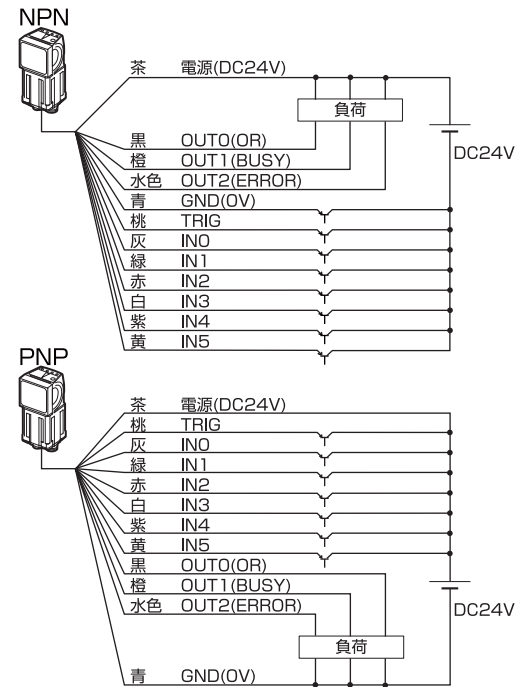 NPN
茶 電源(DC24V)
負荷
DC24V
黒 OUT0(OR)
橙 OUT1(BUSY)
水色 OUT2(ERROR)
青 GND(0V)
桃 TRIG
灰 IN0
緑 IN1
赤 IN2
白 IN3
紫 IN4
黄 IN5
PNP
茶 電源(DC24V)
桃 TRIG
灰 IN0
緑 IN1
赤 IN2
白 IN3
紫 IN4
黄 IN5
黒 OUT0(OR)
橙 OUT1(BUSY)
水色 OUT2(ERROR)
DC24V
負荷
青 GND(0V)